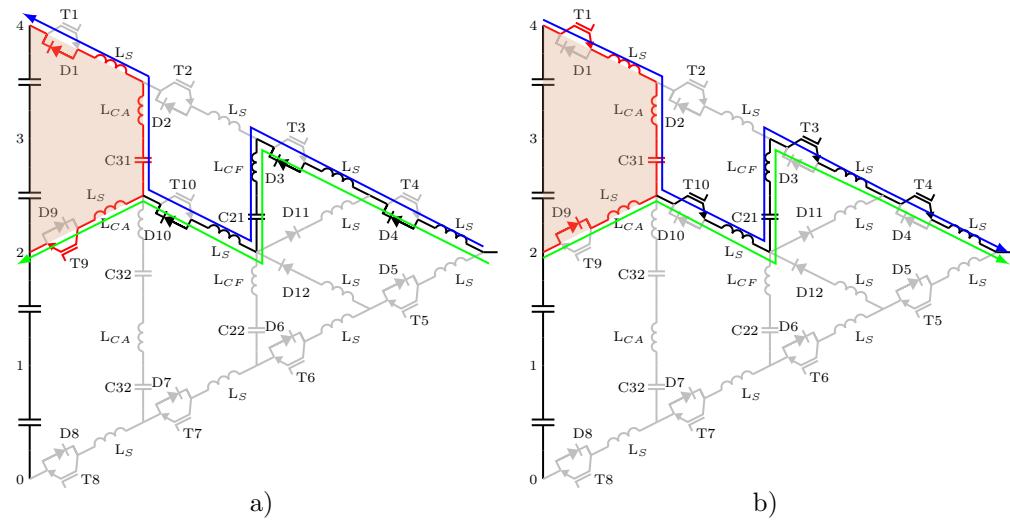 4
T1
D1
L_S
T2
L_CA
D2
L_S
T3
3
C31
L_CF
D3
L_S
L_S
T10
T4
D9
C21
D11
L_S
L_CA
D10
L_S
D4
2
T9
D5
C32
L_CF
D12
L_S
T5
L_CA
C22
D6
L_S
1
T6
C32
D7
L_S
D8
T7
L_S
0
T8
a)
4
T1
D1
L_S
T2
L_CA
D2
L_S
T3
3
C31
L_CF
D3
L_S
L_S
T10
T4
D9
C21
D11
L_S
L_CA
D10
L_S
D4
2
T9
D5
C32
L_CF
D12
L_S
T5
L_CA
C22
D6
L_S
1
T6
C32
D7
L_S
D8
T7
L_S
0
T8
b)